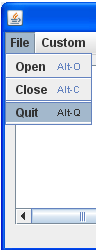 File Custom
Open Alt-O
Close Alt-C
Quit Alt-Q